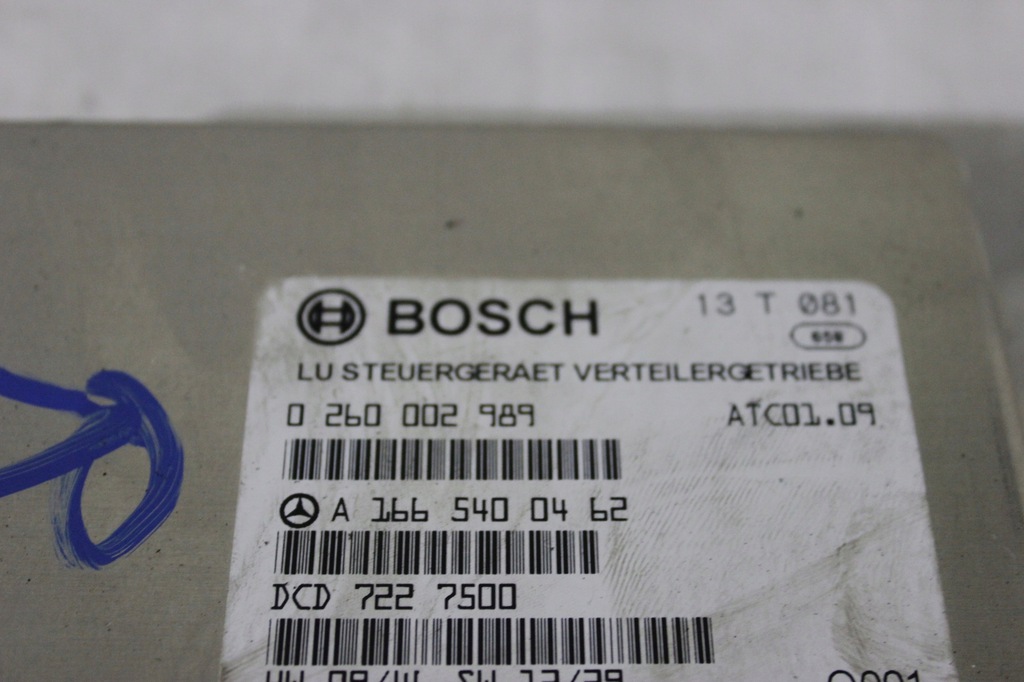 BOSCH 13 T 081
LU STEUERGERAET VERTEILERGETRIEBE
0 260 002 989 ATC01.09
A 166 540 04 62
DCD 722 7500